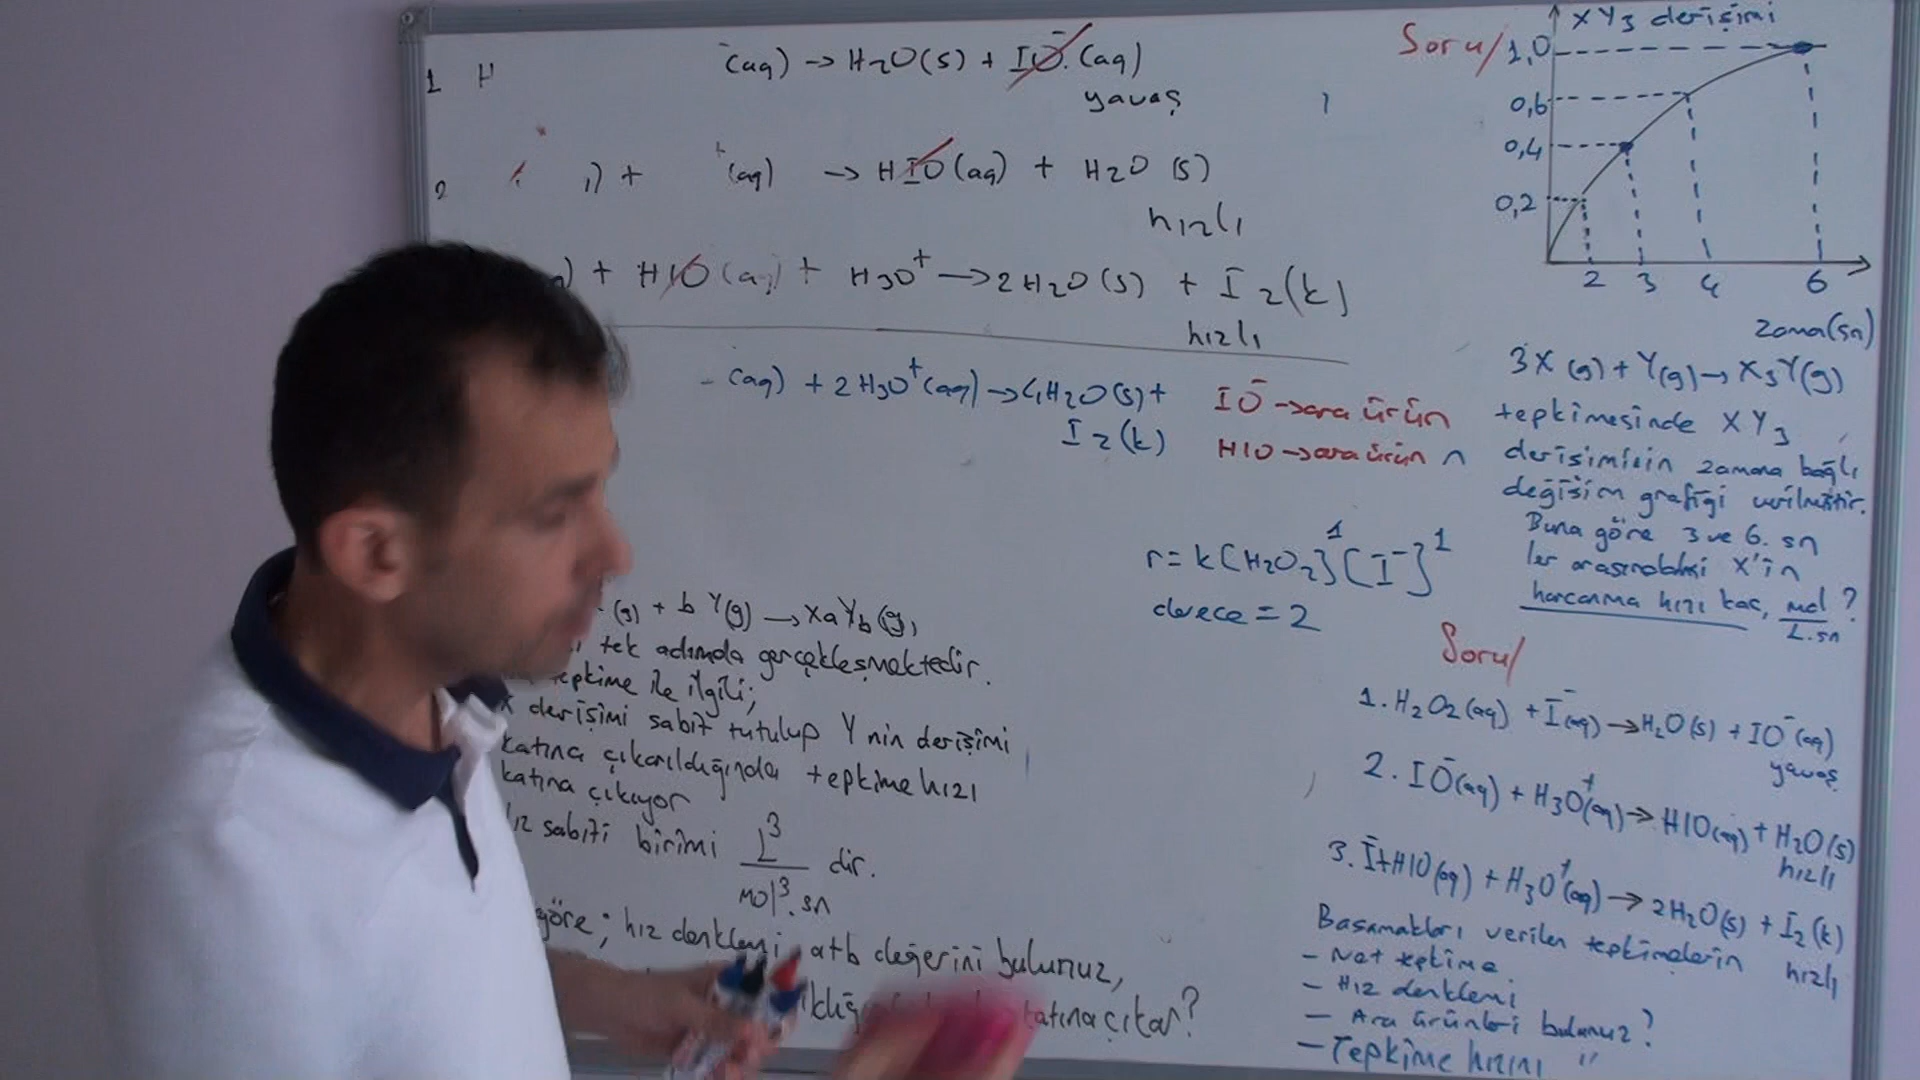 1 H
‾(aq) → H2O(s) + IO‾(aq)
yavaş
2
+ +(aq) → HIO(aq) + H2O (s)
hızlı
) + HIO(aq) + H3O+ → 2H2O(s) + I2(k)
hızlı
‾(aq) + 2H3O+(aq) → 4H2O(s) +
I2(k)
IO‾ → ara ürün
HIO → ara ürün
r = k[H2O2]1[I‾]1
derece = 2
(g) + b Y(g) → XaYb(g)
tek adımda gerçekleşmektedir.
tepkime ile ilgili;
X derişimi sabit tutulup Y nin derişimi
katına çıkarıldığında tepkime hızı
katına çıkıyor
hız sabiti birimi L3/mol3.sn dir.
göre; hız denklemi, a+b değerini bulunuz,
katına çıkar?
Soru/
XY3 derişimi
1,0
0,6
0,4
0,2
2 3 4 6
zama(sn)
3X(g) + Y(g) → X3Y(g)
tepkimesinde XY3
derişiminin zamana bağlı
değişim grafiği verilmiştir.
Buna göre 3 ve 6. sn
ler arasındaki X'in
harcanma hızı kaç, mol/L.sn ?
Soru/
1. H2O2(aq) + I‾(aq) → H2O(s) + IO‾(aq)
yavaş
2. IO‾(aq) + H3O+(aq) → HIO(aq) + H2O(s)
hızlı
3. I‾+HIO(aq) + H3O+(aq) → 2H2O(s) + I2(k)
hızlı
Basamakları verilen tepkimelerin
- Net tepkime
- Hız denklemi
- Ara ürünleri bulunuz?
- Tepkime hızını "